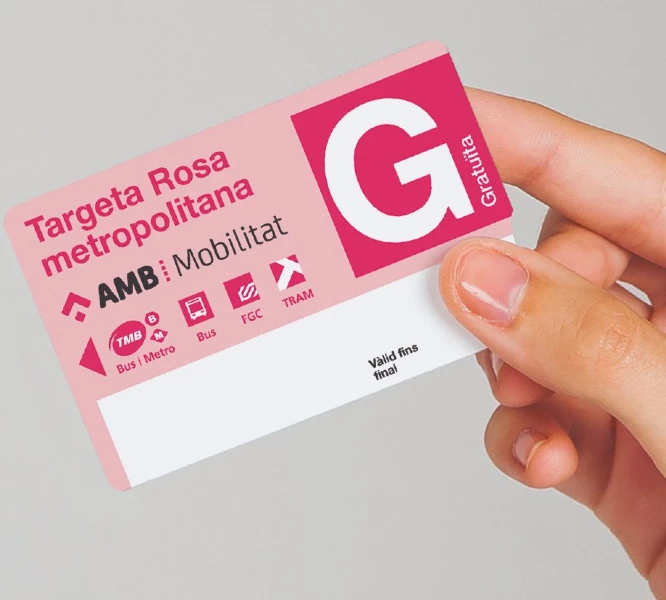 Targeta Rosa
metropolitana
AMB Mobilitat
G
Gratuïta
TMB
B
M
Bus i Metro
Bus
FGC
TRAM
Vàlid fins
final